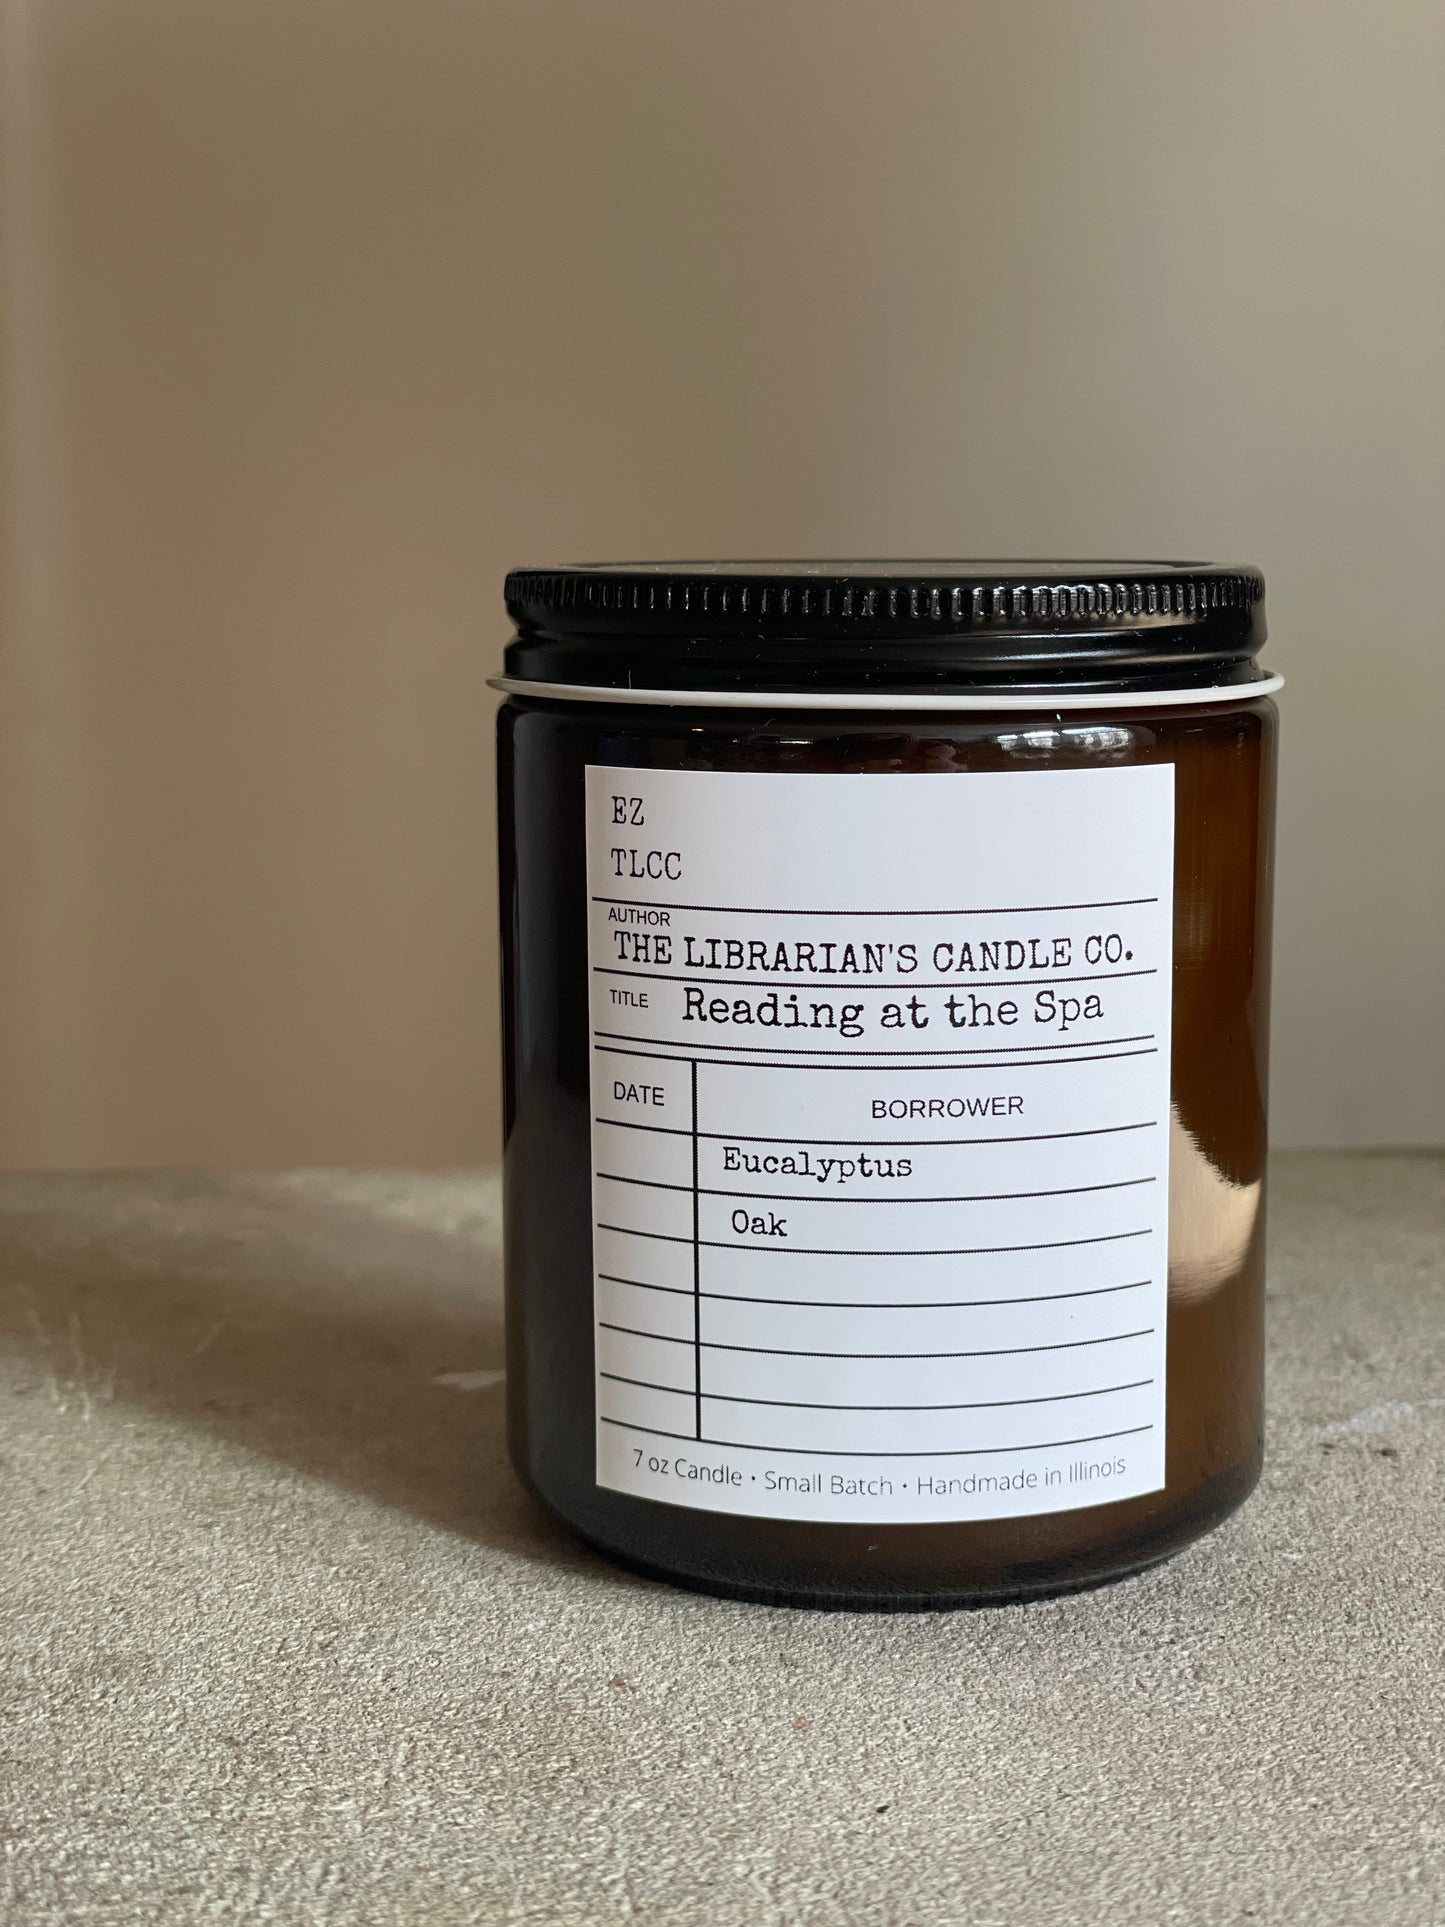 EZ
TLCC
AUTHOR
THE LIBRARIAN'S CANDLE CO.
TITLE Reading at the Spa
DATE BORROWER
Eucalyptus
Oak
7 oz Candle • Small Batch • Handmade in Illinois